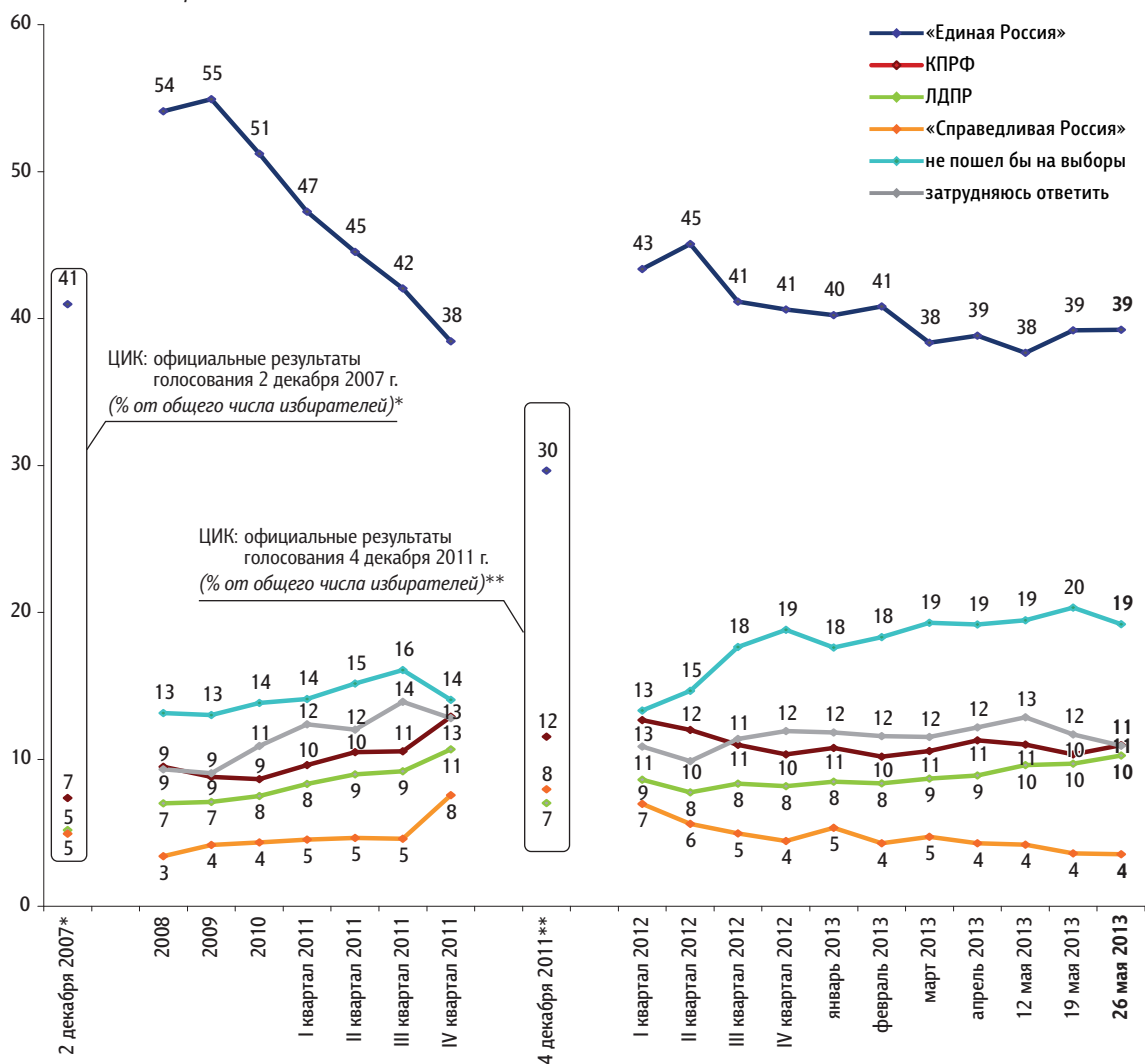 60
50
40
30
20
10
0
«Единая Россия»
КПРФ
ЛДПР
«Справедливая Россия»
не пошел бы на выборы
затрудняюсь ответить
54 55 51 47 45 42 38
43 45 41 41 40 41 38 39 38 39 39
41
7
5
5
ЦИК: официальные результаты
голосования 2 декабря 2007 г.
(% от общего числа избирателей)*
30
12
8
7
ЦИК: официальные результаты
голосования 4 декабря 2011 г.
(% от общего числа избирателей)**
13 13 14 14 15 16 14
9 9 11 12 12 14 13
9 9 9 10 10 11 13
7 7 8 8 9 9 11
3 4 4 5 5 5 8
13 15 18 19 18 18 19 19 19 20 19
13 12 11 12 12 12 12 12 13 12 11
11 10 11 10 11 10 11 11 11 10 11
9 8 8 8 8 8 9 9 10 10 10
7 6 5 4 5 4 5 4 4 4 4
2 декабря 2007*
2008
2009
2010
I квартал 2011
II квартал 2011
III квартал 2011
IV квартал 2011
4 декабря 2011**
I квартал 2012
II квартал 2012
III квартал 2012
IV квартал 2012
январь 2013
февраль 2013
март 2013
апрель 2013
12 мая 2013
19 мая 2013
26 мая 2013